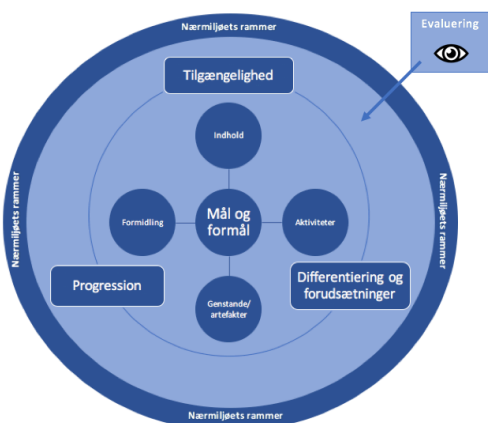 Nærmiljøets rammer
Evaluering
Tilgængelighed
Indhold
Nærmiljøets rammer
Formidling
Mål og
formål
Aktiviteter
Nærmiljøets rammer
Progression
Differentiering og
forudsætninger
Genstande/
artefakter
Nærmiljøets rammer